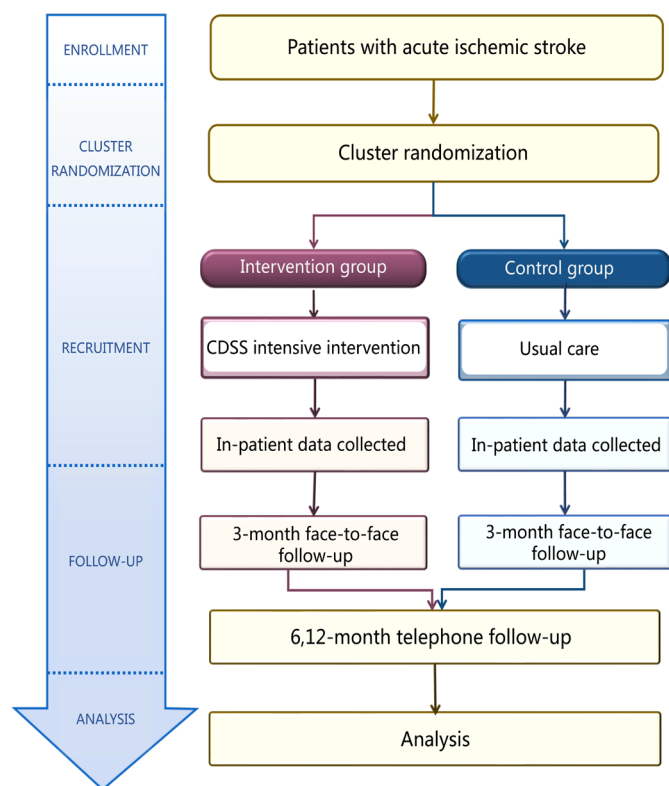 ENROLLMENT
Patients with acute ischemic stroke
CLUSTER
RANDOMIZATION
Cluster randomization
Intervention group
Control group
RECRUITMENT
CDSS intensive intervention
Usual care
In-patient data collected
In-patient data collected
FOLLOW-UP
3-month face-to-face
follow-up
3-month face-to-face
follow-up
6,12-month telephone follow-up
ANALYSIS
Analysis